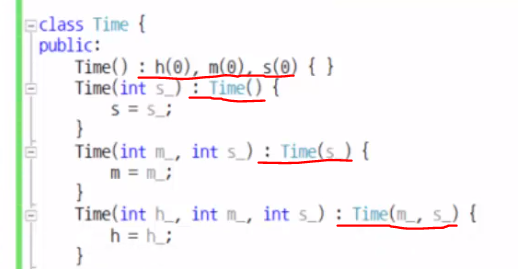 class Time {
public:
Time() : h(0), m(0), s(0) { }
Time(int s_) : Time() {
s = s_;
}
Time(int m_, int s_) : Time(s_) {
m = m_;
}
Time(int h_, int m_, int s_) : Time(m_, s_) {
h = h_;
}